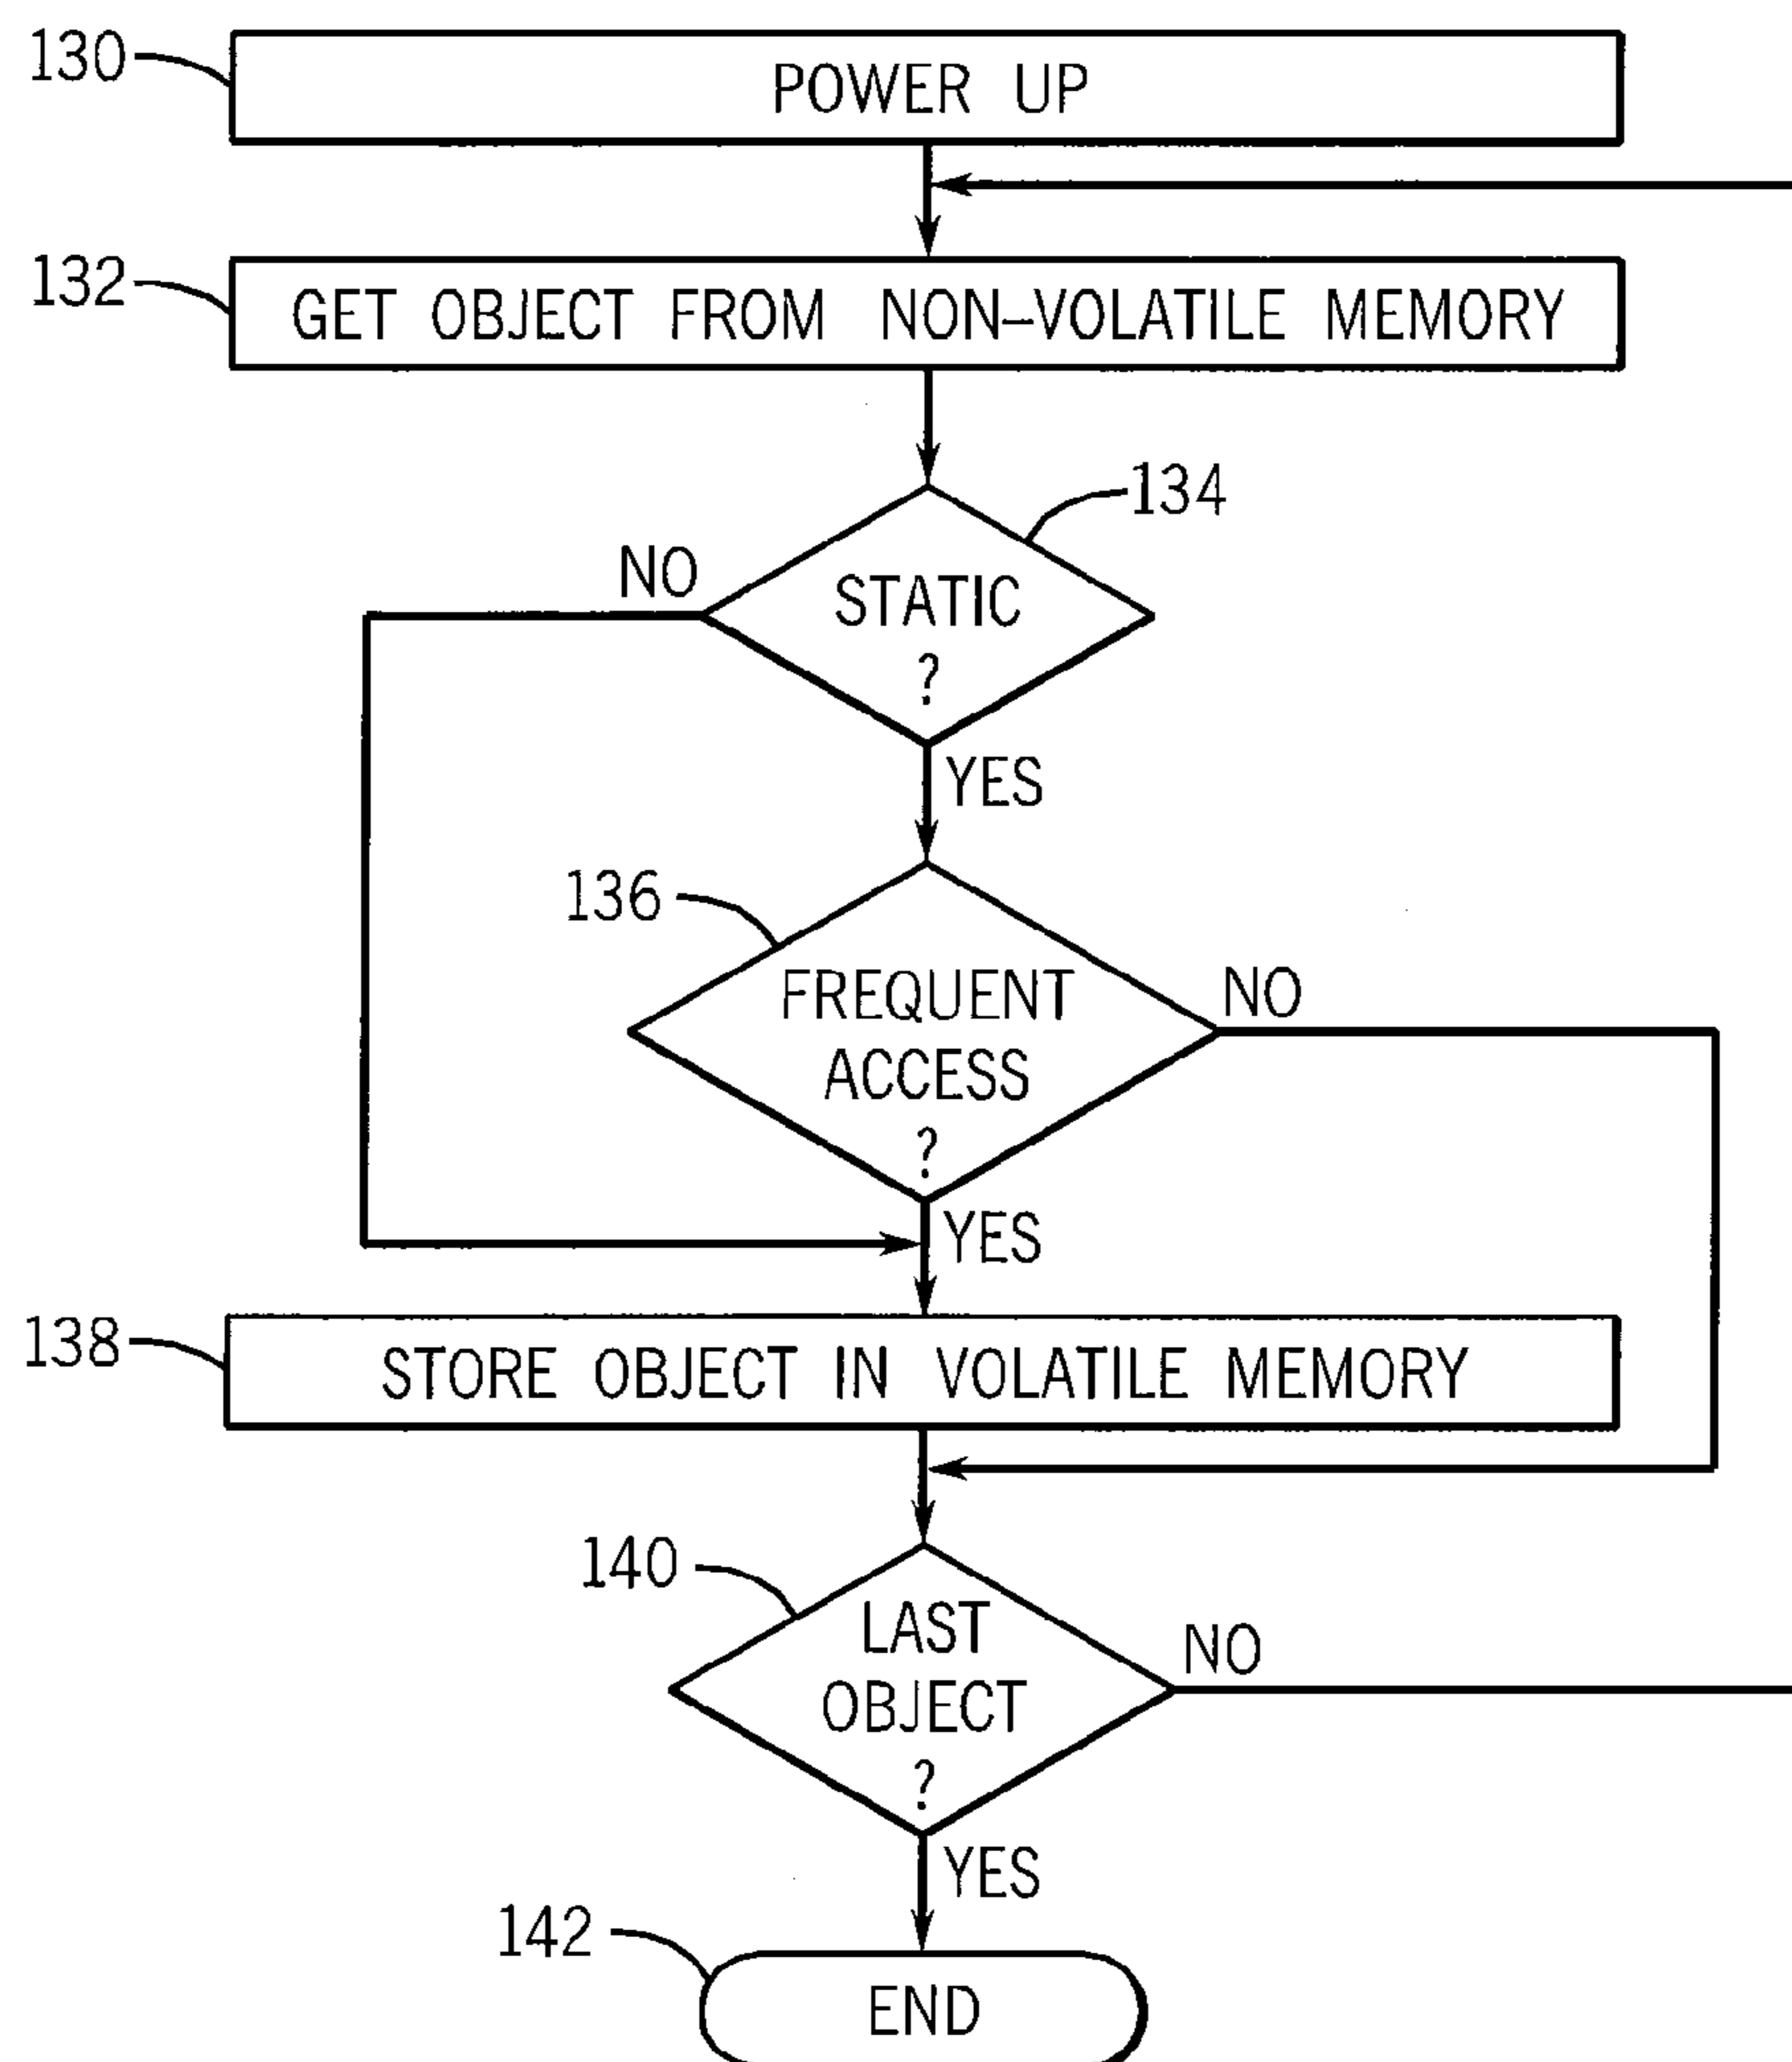 130
POWER UP
132
GET OBJECT FROM NON-VOLATILE MEMORY
134
NO
STATIC
?
YES
136
FREQUENT
ACCESS
?
NO
YES
138
STORE OBJECT IN VOLATILE MEMORY
140
LAST
OBJECT
?
NO
YES
142
END